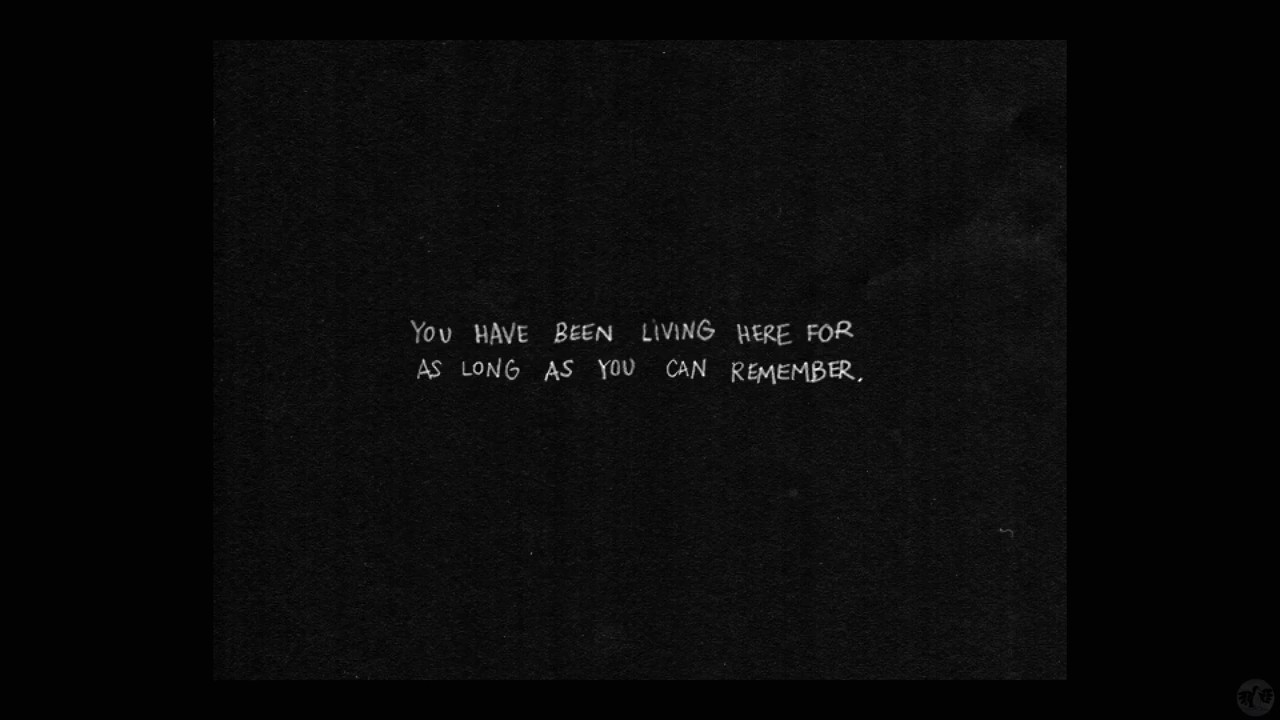 YOU HAVE BEEN LIVING HERE FOR
AS LONG AS YOU CAN REMEMBER.